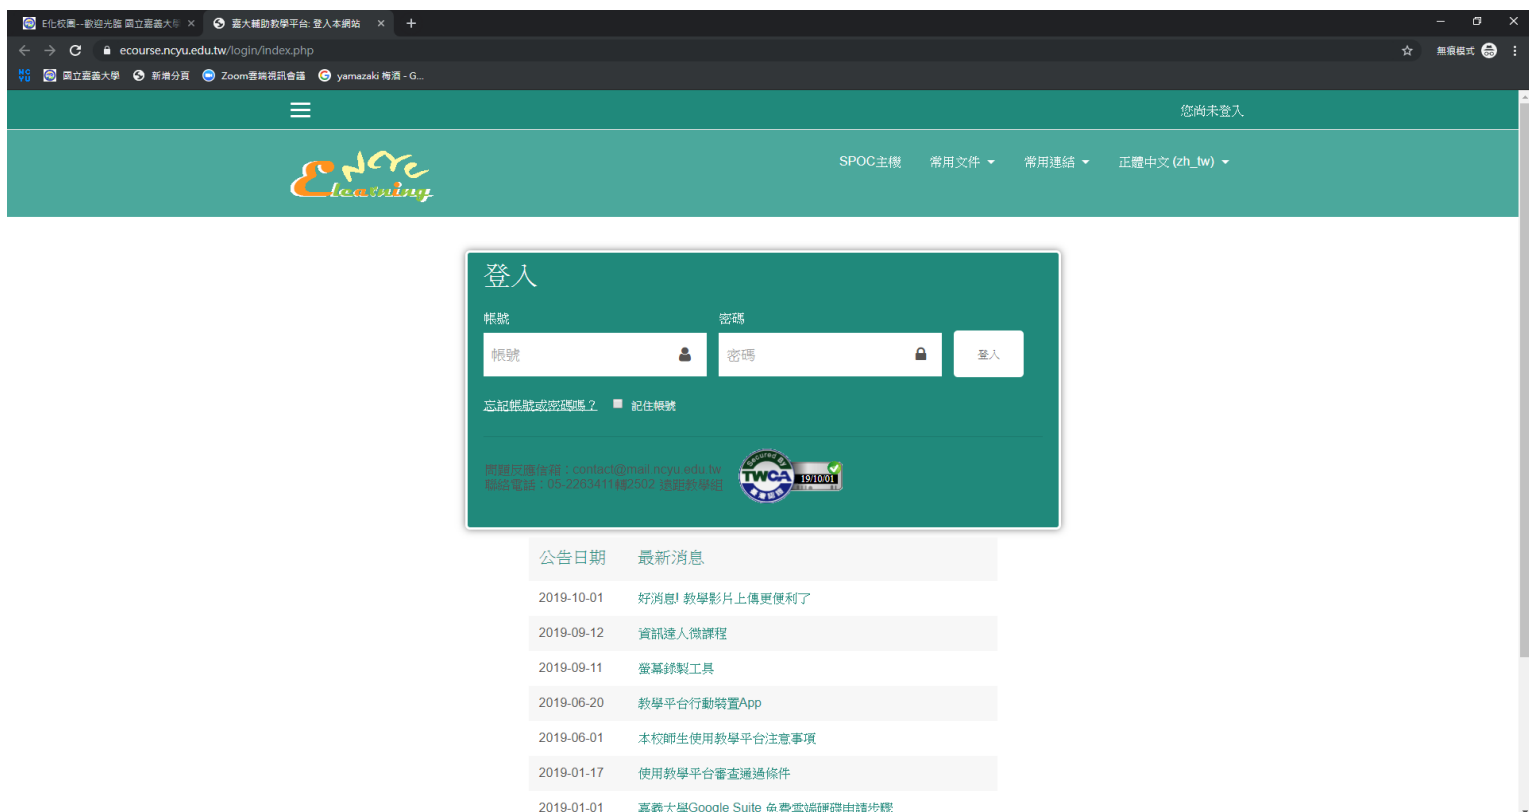 E化校園--歡迎光臨 國立嘉義大學
嘉大輔助教學平台: 登入本網站
ecourse.ncyu.edu.tw/login/index.php
無痕模式
NC YU
國立嘉義大學
新增分頁
Zoom雲端視訊會議
yamazaki 梅酒 - G...
您尚未登入
NCYU
Elearning
SPOC主機
常用文件
常用連結
正體中文 (zh_tw)
登入
帳號
密碼
帳號
密碼
登入
忘記帳號或密碼嗎？
記住帳號
問題反應信箱：contact@mail.ncyu.edu.tw
聯絡電話：05-2263411轉2502 遠距教學組
Secured By
TWCA
19/10/01
公告日期 最新消息
2019-10-01 好消息! 教學影片上傳更便利了
2019-09-12 資訊達人微課程
2019-09-11 螢幕錄製工具
2019-06-20 教學平台行動裝置App
2019-06-01 本校師生使用教學平台注意事項
2019-01-17 使用教學平台審查通過條件
2019-01-01 嘉義大學Google Suite 免費雲端硬碟申請步驟